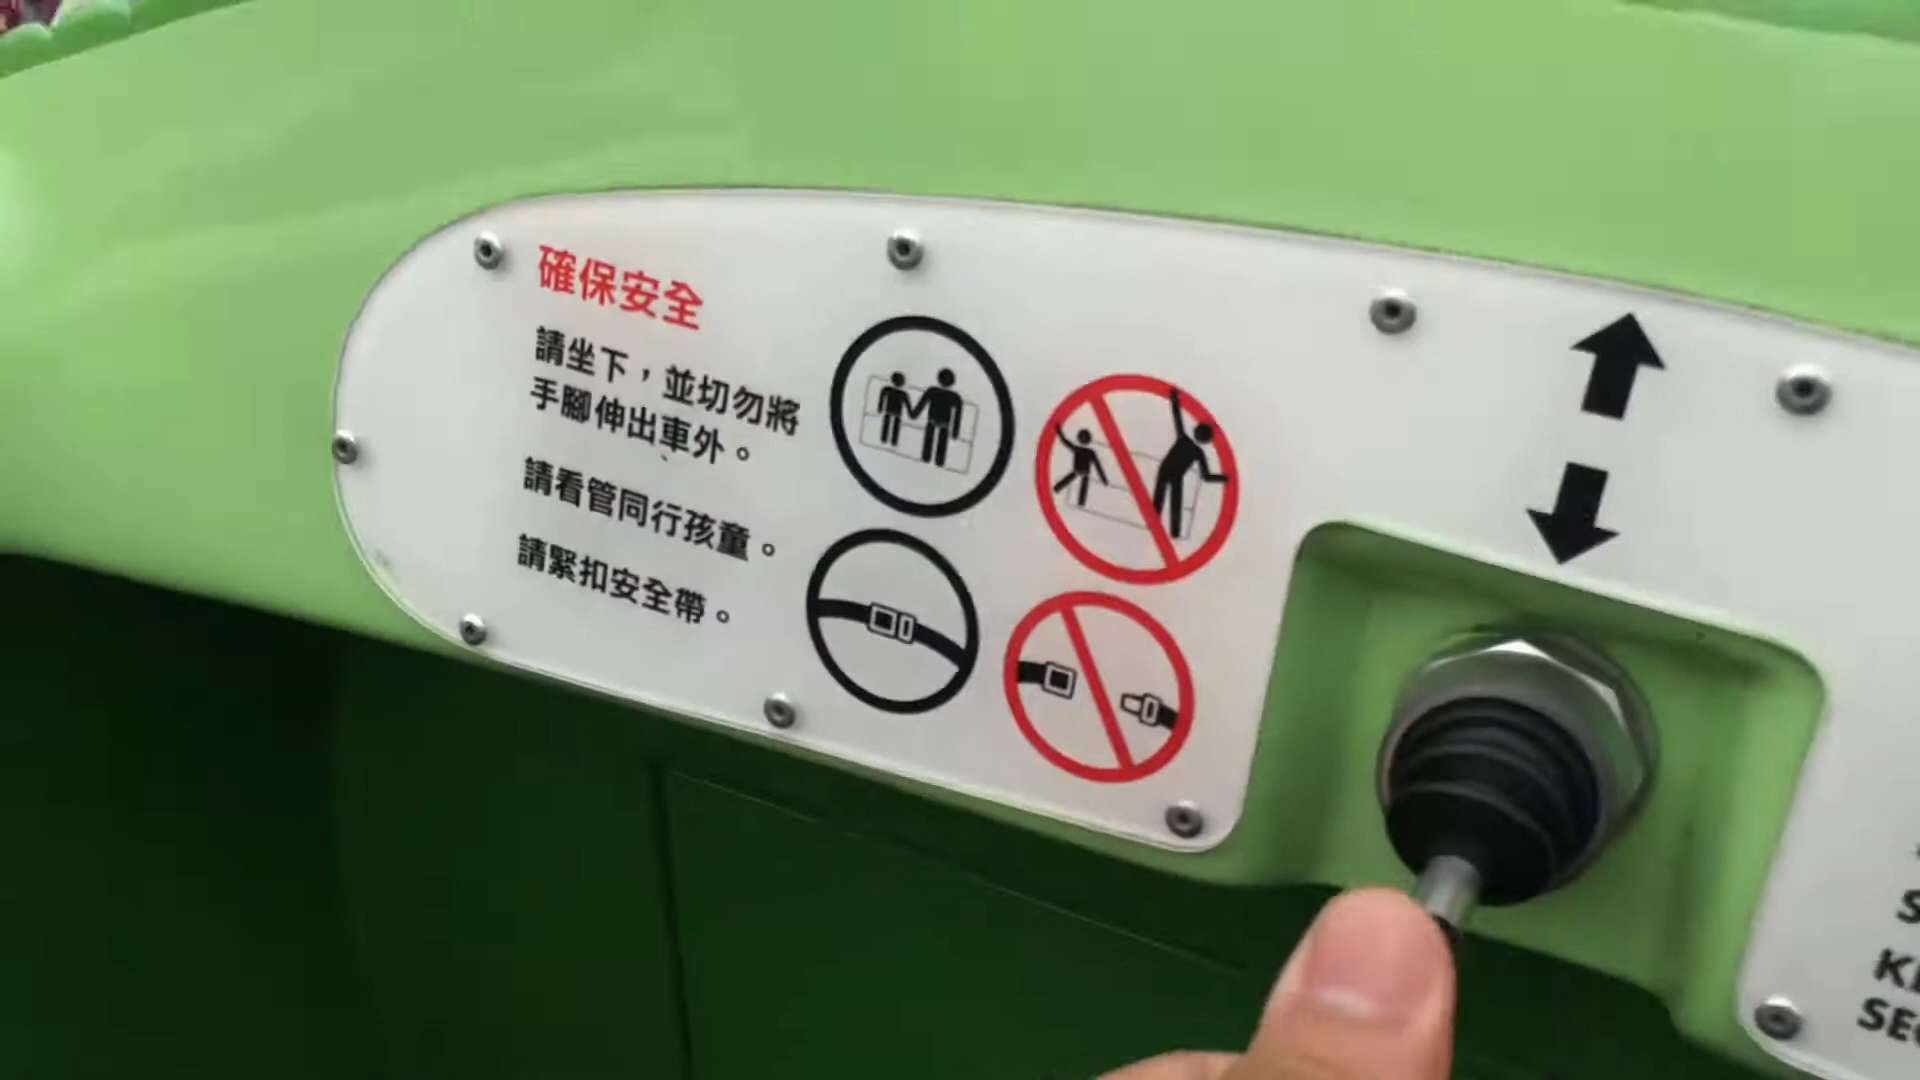 確保安全
請坐下，並切勿將
手腳伸出車外。
請看管同行孩童。
請緊扣安全帶。